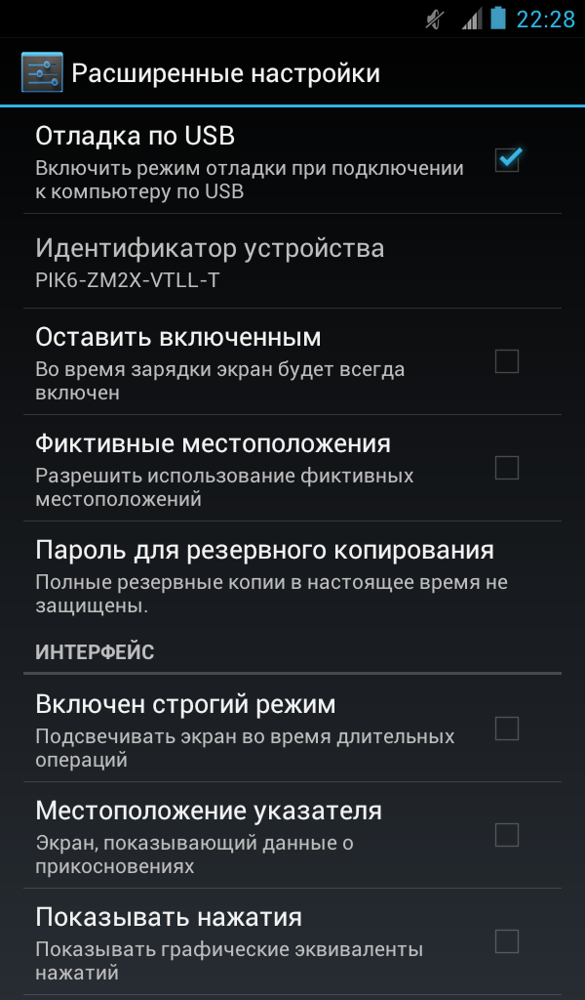 22:28
Расширенные настройки
Отладка по USB
Включить режим отладки при подключении
к компьютеру по USB
Идентификатор устройства
PIK6-ZM2X-VTLL-T
Оставить включенным
Во время зарядки экран будет всегда
включен
Фиктивные местоположения
Разрешить использование фиктивных
местоположений
Пароль для резервного копирования
Полные резервные копии в настоящее время не
защищены.
ИНТЕРФЕЙС
Включен строгий режим
Подсвечивать экран во время длительных
операций
Местоположение указателя
Экран, показывающий данные о
прикосновениях
Показывать нажатия
Показывать графические эквиваленты
нажатий